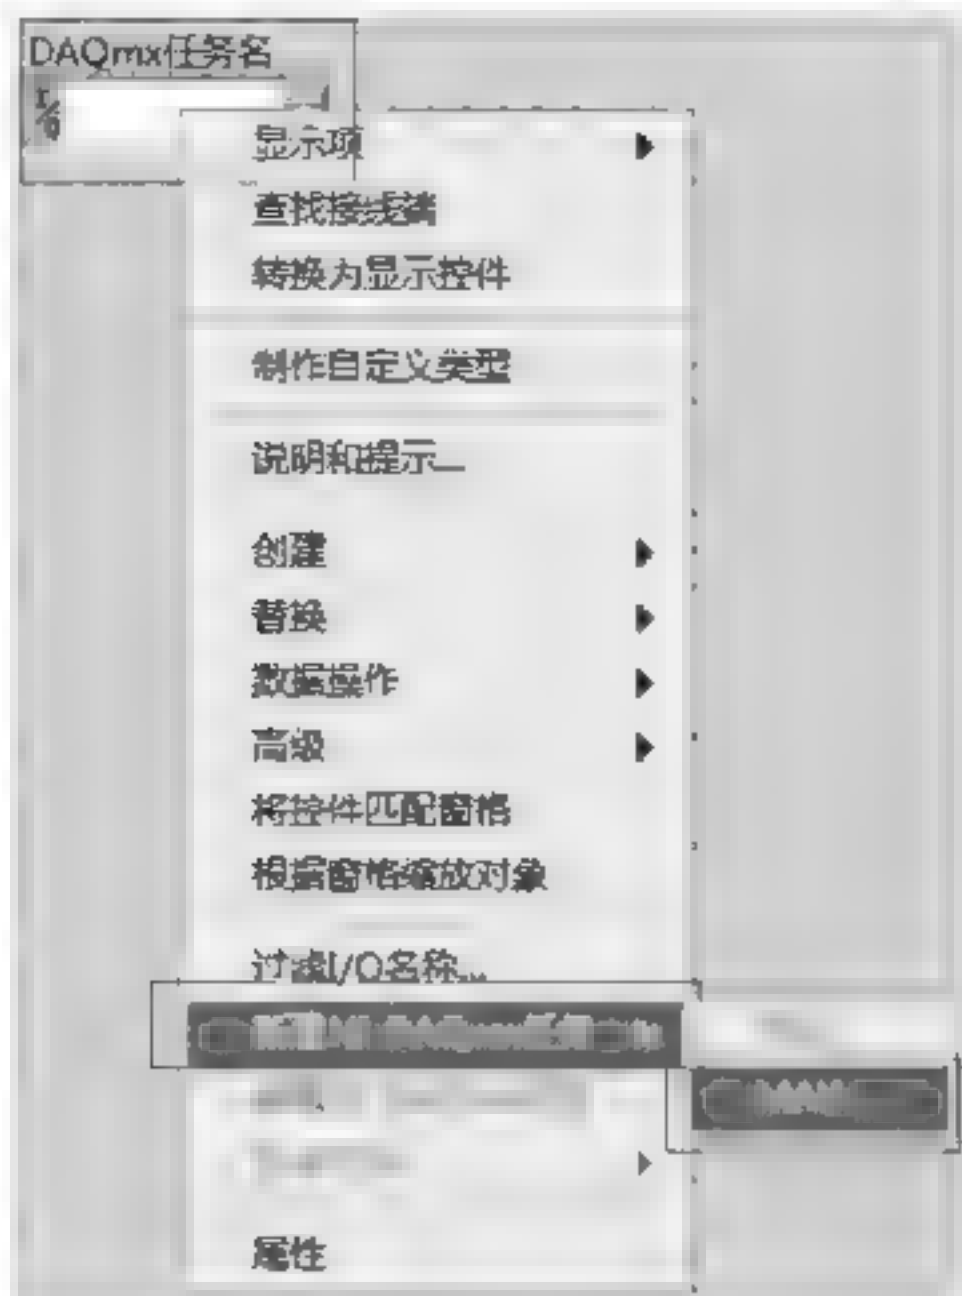 DAQmx任务名
显示项
查找接线端
转换为显示控件
制作自定义类型
说明和提示...
创建
替换
数据操作
高级
将控件匹配窗格
根据窗格缩放对象
过滤I/O名称...
属性